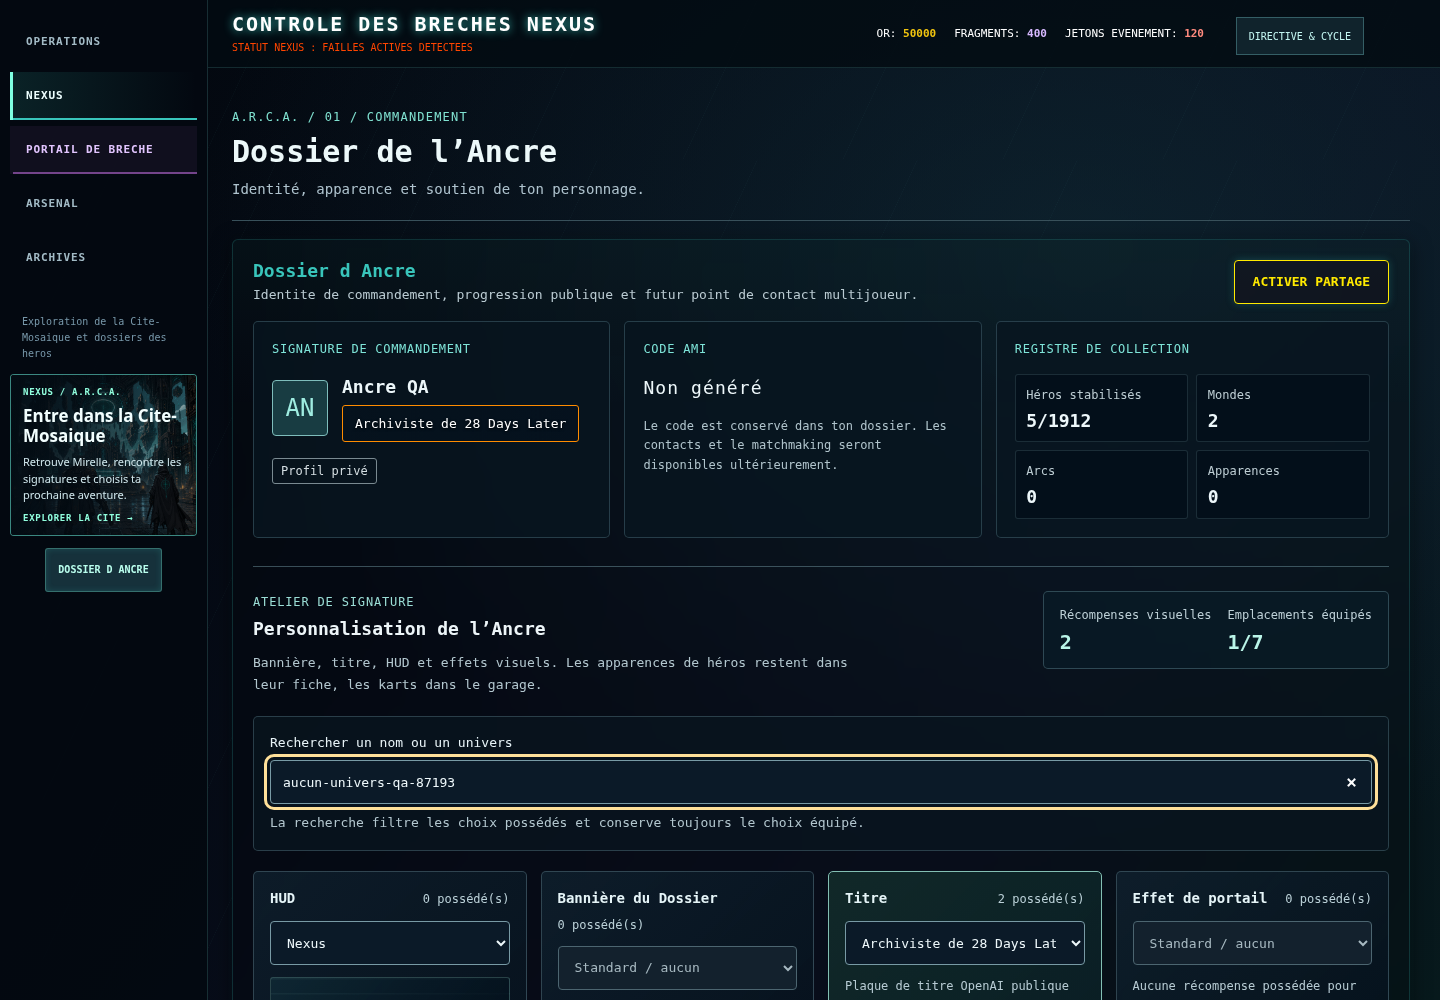 OPERATIONS
NEXUS
PORTAIL DE BRECHE
ARSENAL
ARCHIVES
Exploration de la Cite-
Mosaique et dossiers des
heros
NEXUS / A.R.C.A.
Entre dans la Cite-
Mosaique
Retrouve Mirelle, rencontre les
signatures et choisis ta
prochaine aventure.
EXPLORER LA CITE →
DOSSIER D ANCRE
CONTROLE DES BRECHES NEXUS
STATUT NEXUS : FAILLES ACTIVES DETECTEES
OR: 50000 FRAGMENTS: 400 JETONS EVENEMENT: 120
DIRECTIVE & CYCLE
A.R.C.A. / 01 / COMMANDEMENT
Dossier de l’Ancre
Identité, apparence et soutien de ton personnage.
Dossier d Ancre
Identite de commandement, progression publique et futur point de contact multijoueur.
ACTIVER PARTAGE
SIGNATURE DE COMMANDEMENT
AN
Ancre QA
Archiviste de 28 Days Later
Profil privé
CODE AMI
Non généré
Le code est conservé dans ton dossier. Les
contacts et le matchmaking seront
disponibles ultérieurement.
REGISTRE DE COLLECTION
Héros stabilisés
5/1912
Mondes
2
Arcs
0
Apparences
0
ATELIER DE SIGNATURE
Personnalisation de l’Ancre
Bannière, titre, HUD et effets visuels. Les apparences de héros restent dans
leur fiche, les karts dans le garage.
Récompenses visuelles
2
Emplacements équipés
1/7
Rechercher un nom ou un univers
aucun-univers-qa-87193 ×
La recherche filtre les choix possédés et conserve toujours le choix équipé.
HUD 0 possédé(s)
Nexus
Bannière du Dossier
0 possédé(s)
Standard / aucun
Titre 2 possédé(s)
Archiviste de 28 Days Lat
Plaque de titre OpenAI publique
Effet de portail 0 possédé(s)
Standard / aucun
Aucune récompense possédée pour